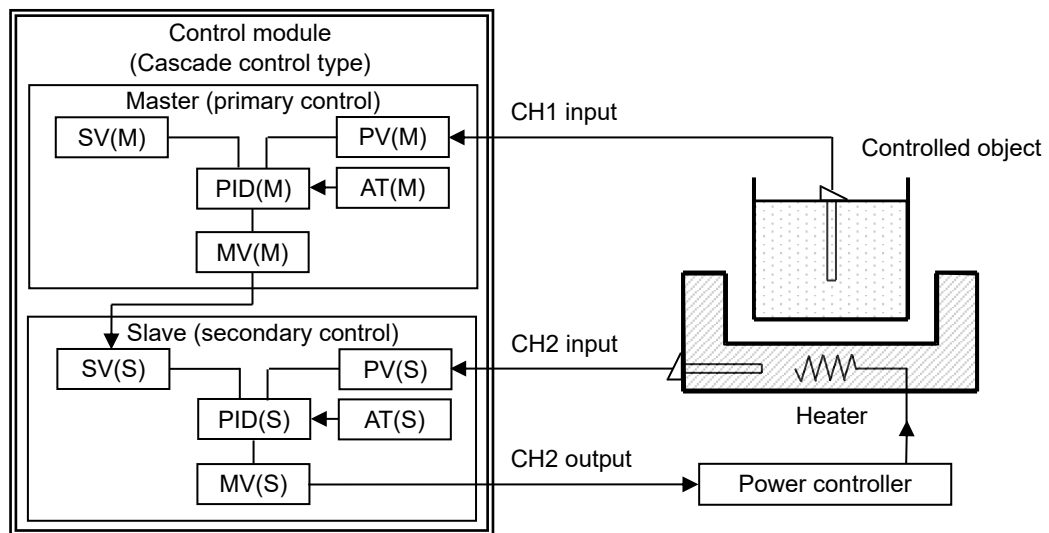 Control module
(Cascade control type)
Master (primary control)
SV(M)
PV(M)
PID(M)
AT(M)
MV(M)
CH1 input
Controlled object
Slave (secondary control)
SV(S)
PV(S)
PID(S)
AT(S)
MV(S)
CH2 input
Heater
CH2 output
Power controller